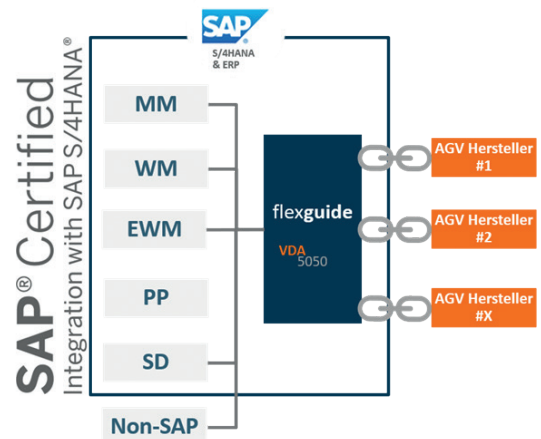 SAP® Certified
Integration with SAP S/4HANA®
SAP
S/4HANA
& ERP
MM
WM
EWM
PP
SD
Non-SAP
flexguide
VDA
5050
AGV Hersteller
#1
AGV Hersteller
#2
AGV Hersteller
#X